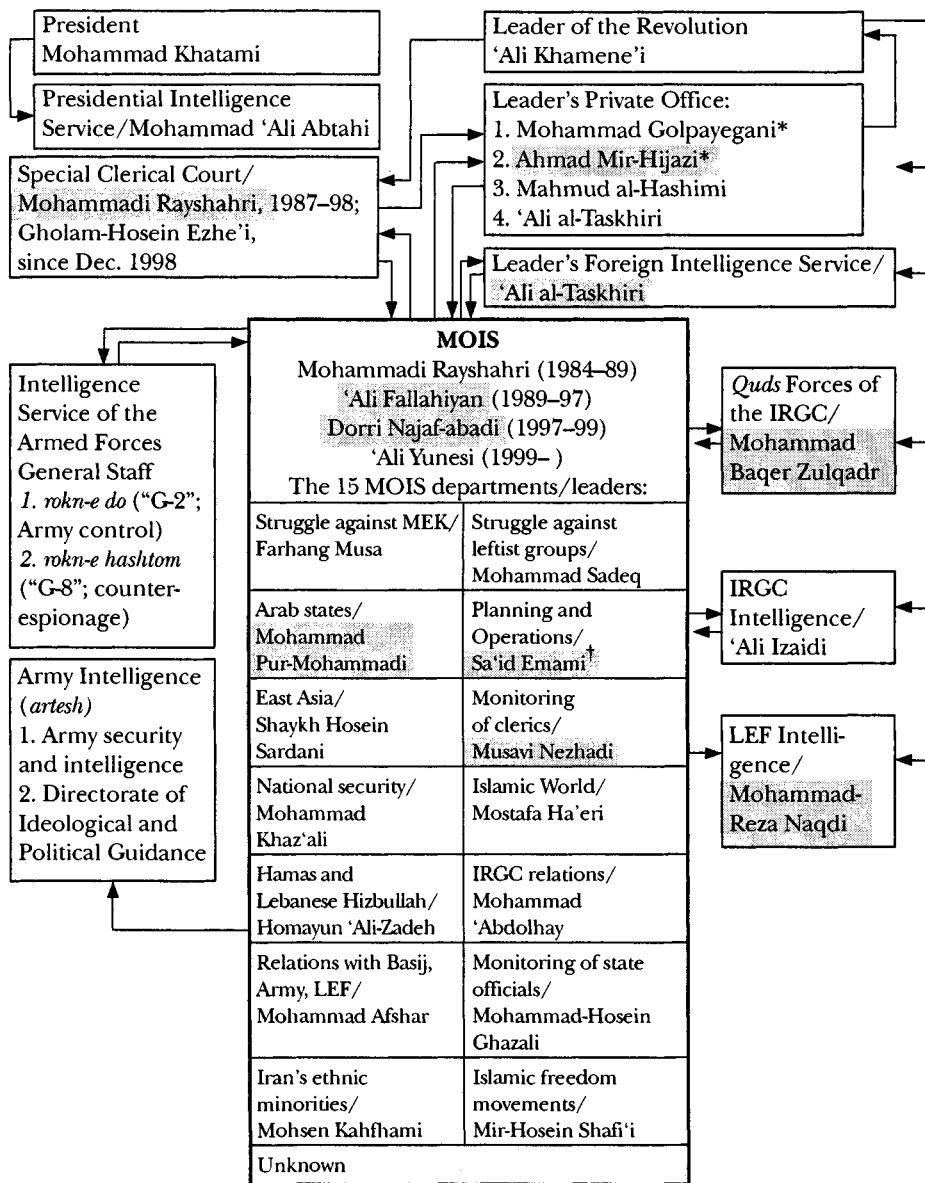 President
Mohammad Khatami
Presidential Intelligence
Service/Mohammad ‘Ali Abtahi
Special Clerical Court/
Mohammadi Rayshahri, 1987–98;
Gholam-Hosein Ezhe’i,
since Dec. 1998
Leader of the Revolution
‘Ali Khamene’i
Leader’s Private Office:
1. Mohammad Golpayegani*
2. Ahmad Mir-Hijazi*
3. Mahmud al-Hashimi
4. ‘Ali al-Taskhiri
Leader’s Foreign Intelligence Service/
‘Ali al-Taskhiri
Intelligence
Service of the
Armed Forces
General Staff
1. rokn-e do (“G-2”;
Army control)
2. rokn-e hashtom
(“G-8”; counter-
espionage)
Army Intelligence
(artesh)
1. Army security
and intelligence
2. Directorate of
Ideological and
Political Guidance
MOIS
Mohammadi Rayshahri (1984–89)
‘Ali Fallahiyan (1989–97)
Dorri Najaf-abadi (1997–99)
‘Ali Yunesi (1999– )
The 15 MOIS departments/leaders:
Struggle against MEK/
Farhang Musa
Struggle against
leftist groups/
Mohammad Sadeq
Arab states/
Mohammad
Pur-Mohammadi
Planning and
Operations/
Sa‘id Emami†
East Asia/
Shaykh Hosein
Sardani
Monitoring
of clerics/
Musavi Nezhadi
National security/
Mohammad
Khaz‘ali
Islamic World/
Mostafa Ha’eri
Hamas and
Lebanese Hizbullah/
Homayun ‘Ali-Zadeh
IRGC relations/
Mohammad
‘Abdolhay
Relations with Basij,
Army, LEF/
Mohammad Afshar
Monitoring of state
officials/
Mohammad-Hosein
Ghazali
Iran’s ethnic
minorities/
Mohsen Kahfhami
Islamic freedom
movements/
Mir-Hosein Shafi‘i
Unknown
Quds Forces of
the IRGC/
Mohammad
Baqer Zulqadr
IRGC
Intelligence/
‘Ali Izaidi
LEF Intelli-
gence/
Mohammad-
Reza Naqdi